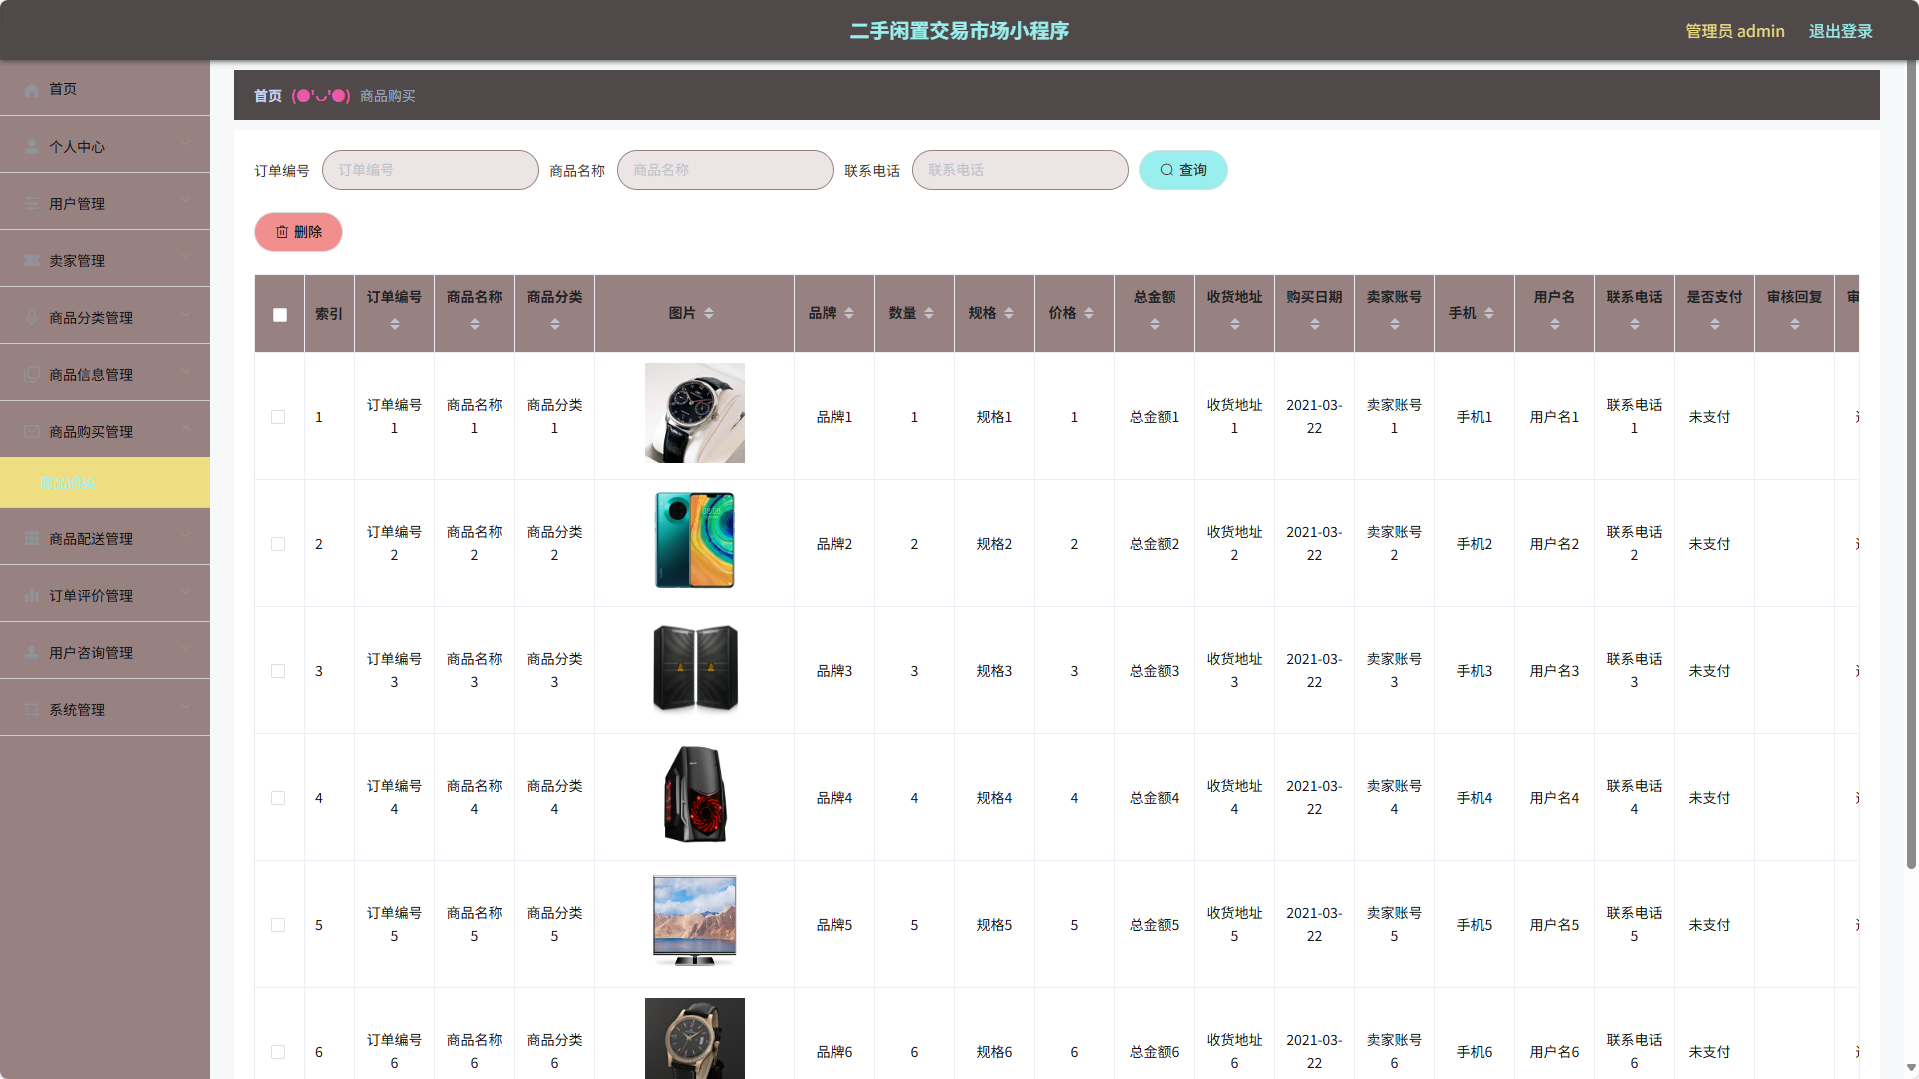 二手闲置交易市场小程序
管理员 admin
退出登录
首页
个人中心
用户管理
卖家管理
商品分类管理
商品信息管理
商品购买管理
商品购买
商品配送管理
订单评价管理
用户咨询管理
系统管理
首页 (●'◡'●) 商品购买
订单编号 订单编号 商品名称 商品名称 联系电话 联系电话 查询
删除
索引 订单编号 商品名称 商品分类 图片 品牌 数量 规格 价格 总金额 收货地址 购买日期 卖家账号 手机 用户名 联系电话 是否支付 审核回复 审
1 订单编号1 商品名称1 商品分类1 品牌1 1 规格1 1 总金额1 收货地址1 2021-03-22 卖家账号1 手机1 用户名1 联系电话1 未支付
2 订单编号2 商品名称2 商品分类2 品牌2 2 规格2 2 总金额2 收货地址2 2021-03-22 卖家账号2 手机2 用户名2 联系电话2 未支付
3 订单编号3 商品名称3 商品分类3 品牌3 3 规格3 3 总金额3 收货地址3 2021-03-22 卖家账号3 手机3 用户名3 联系电话3 未支付
4 订单编号4 商品名称4 商品分类4 品牌4 4 规格4 4 总金额4 收货地址4 2021-03-22 卖家账号4 手机4 用户名4 联系电话4 未支付
5 订单编号5 商品名称5 商品分类5 品牌5 5 规格5 5 总金额5 收货地址5 2021-03-22 卖家账号5 手机5 用户名5 联系电话5 未支付
6 订单编号6 商品名称6 商品分类6 品牌6 6 规格6 6 总金额6 收货地址6 2021-03-22 卖家账号6 手机6 用户名6 联系电话6 未支付